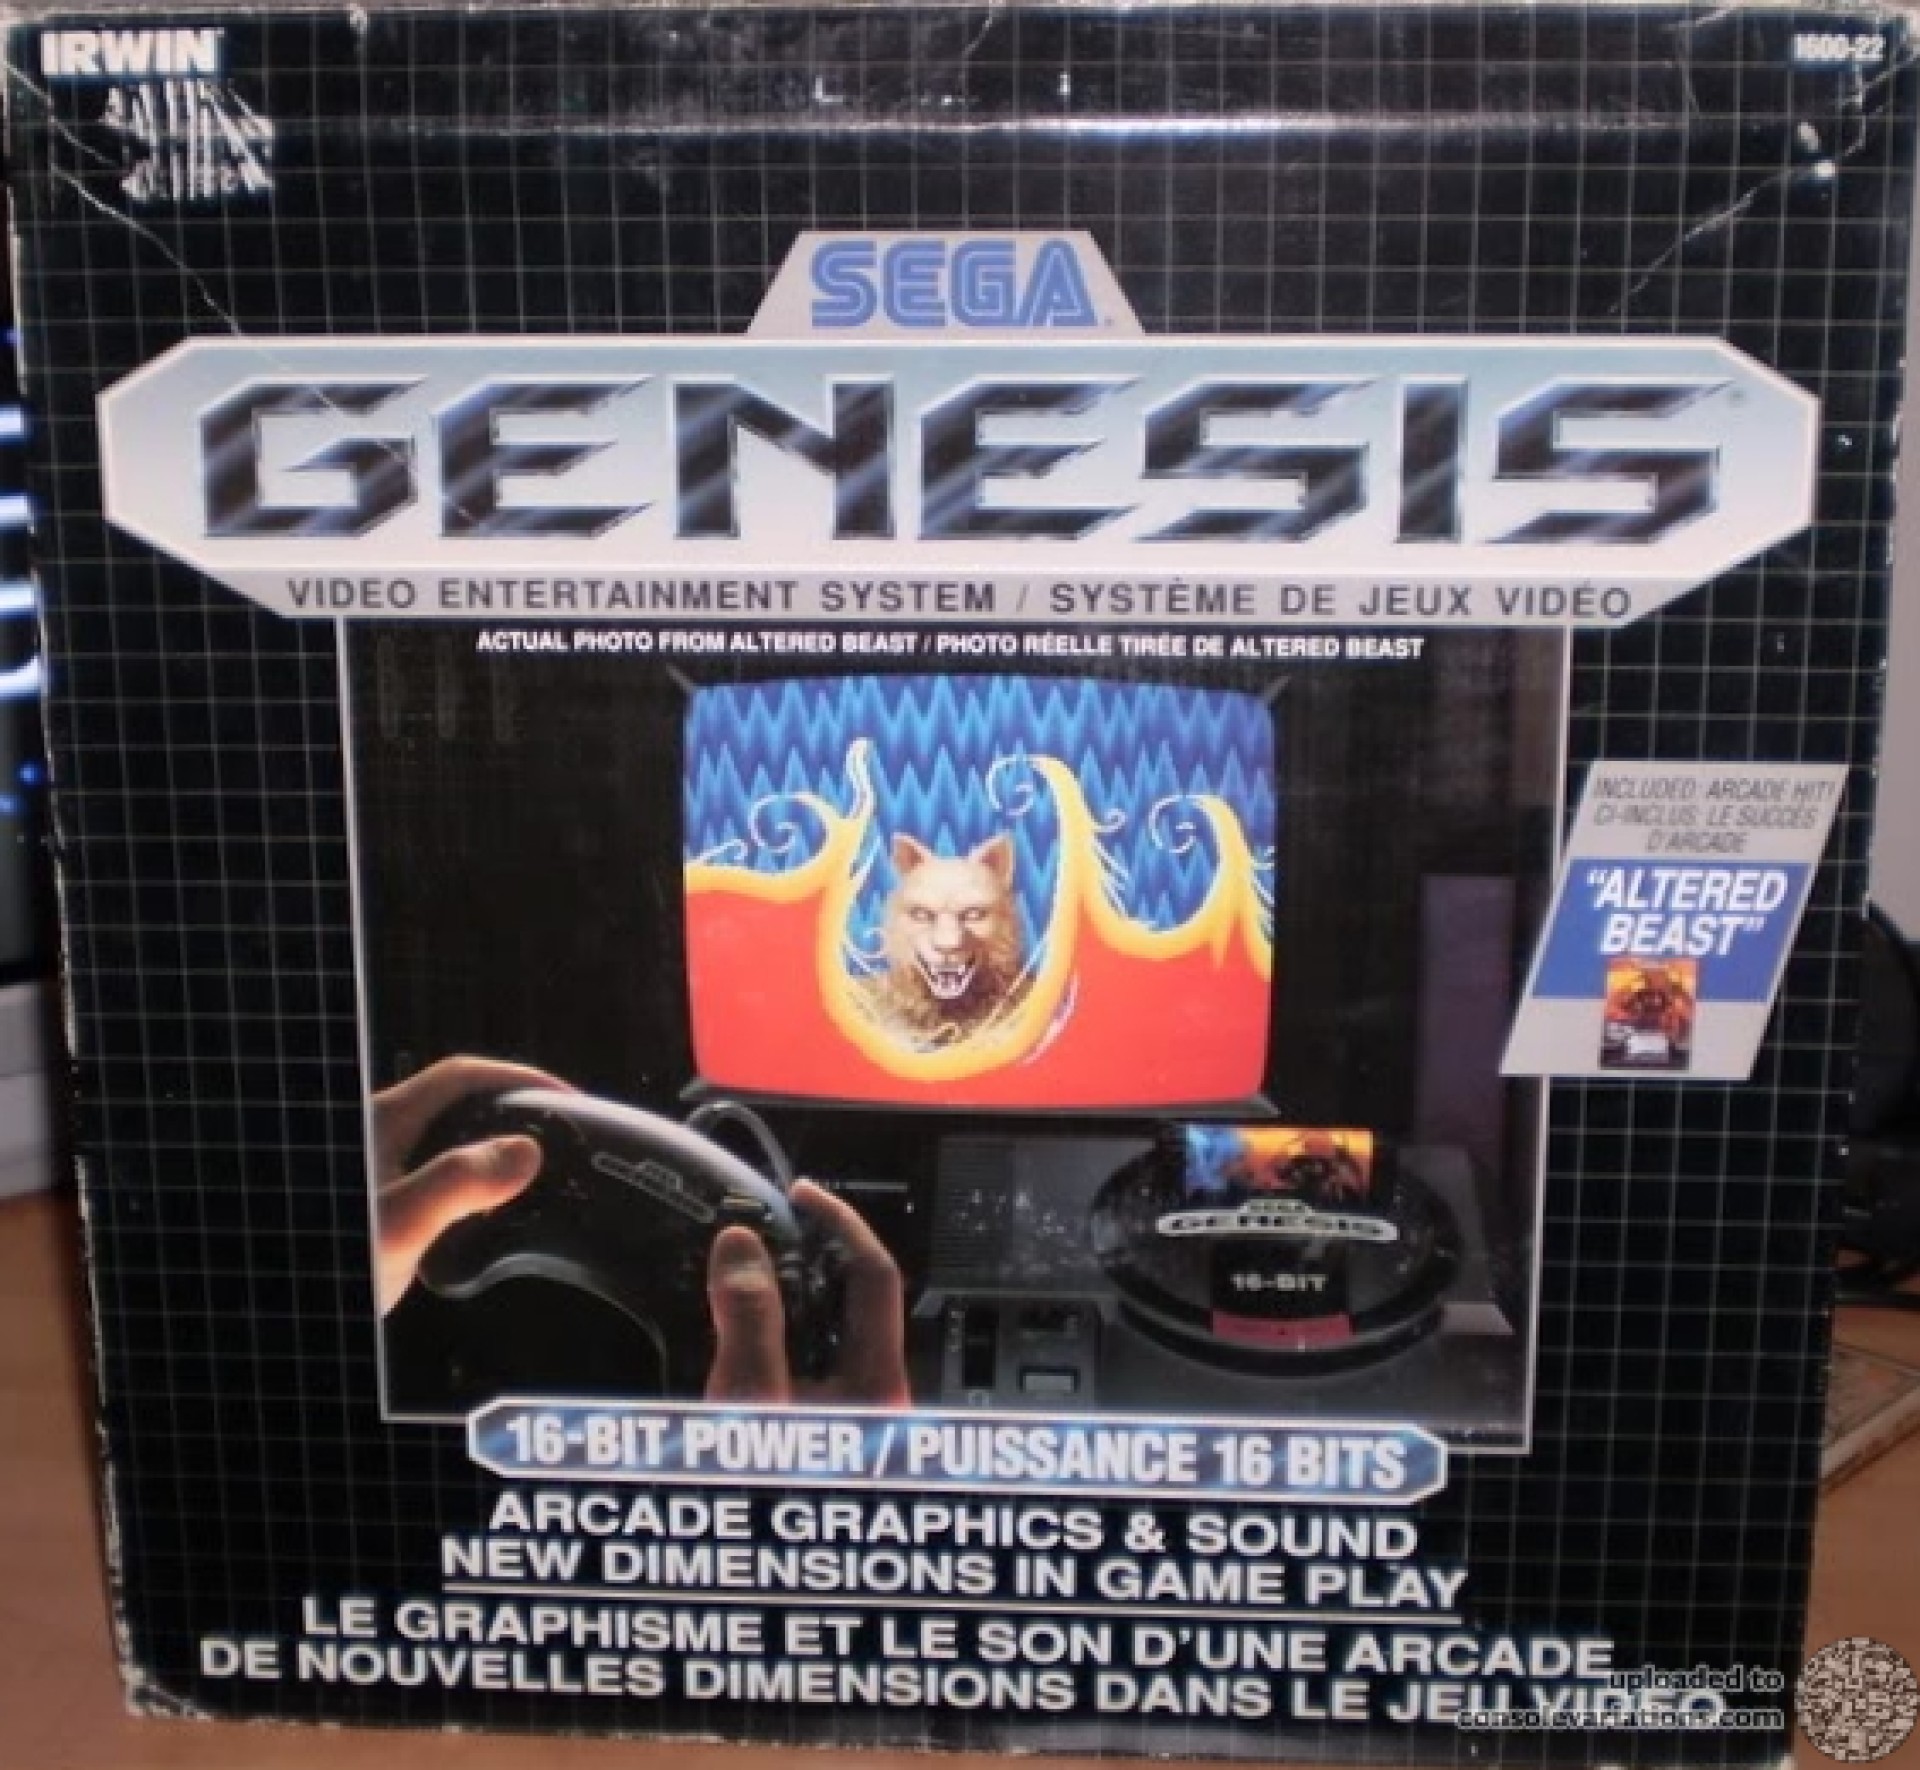 IRWIN
1600-22
SEGA
GENESIS
VIDEO ENTERTAINMENT SYSTEM / SYSTÈME DE JEUX VIDÉO
ACTUAL PHOTO FROM ALTERED BEAST / PHOTO RÉELLE TIRÉE DE ALTERED BEAST
INCLUDED: ARCADE HIT!
CI-INCLUS: LE SUCCÈS
D'ARCADE
"ALTERED
BEAST"
SEGA
GENESIS
16-BIT
16-BIT POWER / PUISSANCE 16 BITS
ARCADE GRAPHICS & SOUND
NEW DIMENSIONS IN GAME PLAY
LE GRAPHISME ET LE SON D'UNE ARCADE
DE NOUVELLES DIMENSIONS DANS LE JEU VIDÉO
uploaded to
consolevariations.com